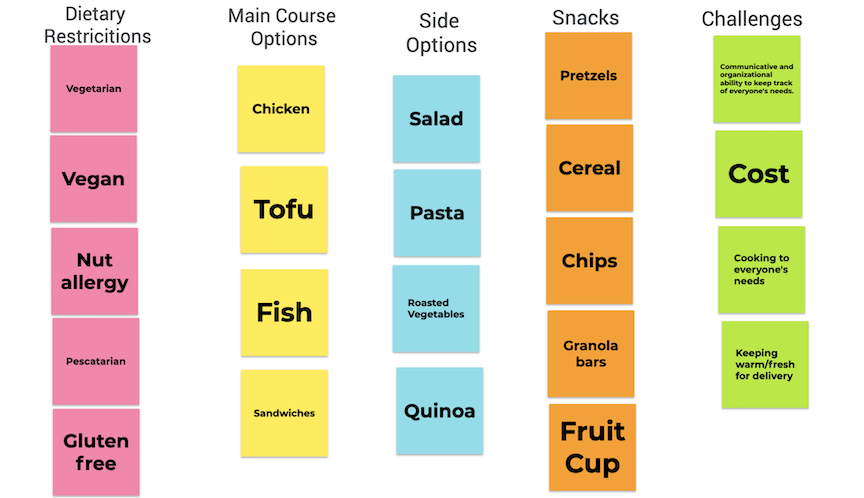 Dietary
Restricitions
Vegetarian
Vegan
Nut
allergy
Pescatarian
Gluten
free
Main Course
Options
Chicken
Tofu
Fish
Sandwiches
Side
Options
Salad
Pasta
Roasted
Vegetables
Quinoa
Snacks
Pretzels
Cereal
Chips
Granola
bars
Fruit
Cup
Challenges
Communicative and
organizational
ability to keep track
of everyone's needs.
Cost
Cooking to
everyone's
needs
Keeping
warm/fresh
for delivery